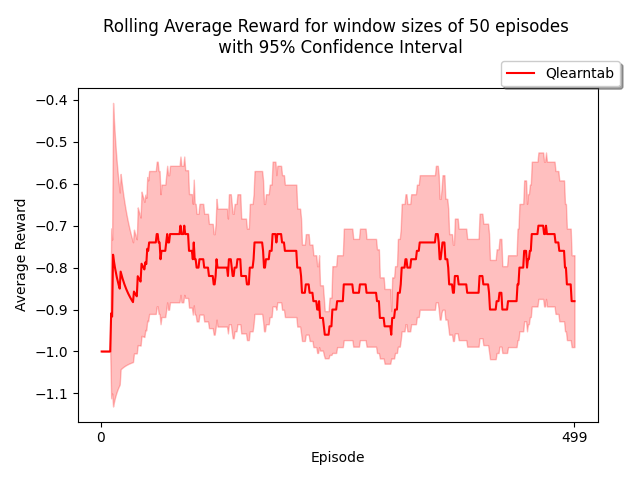 Rolling Average Reward for window sizes of 50 episodes
with 95% Confidence Interval
Qlearntab
−0.4
−0.5
−0.6
−0.7
−0.8
−0.9
−1.0
−1.1
Average Reward
0
499
Episode